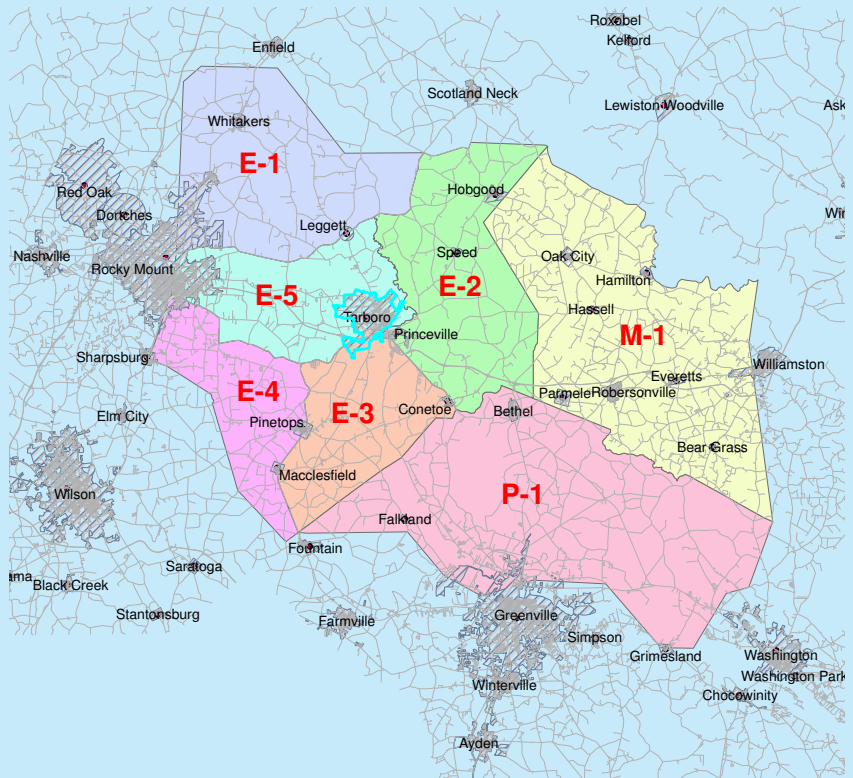 Roxobel
Kelford
Enfield
Scotland Neck
Lewiston Woodville
Ask
Whitakers
E-1
Red Oak
Hobgood
Dortches
Win
Leggett
Nashville
Speed
Oak City
Rocky Mount
Hamilton
E-5
E-2
Hassell
Tarboro
Princeville
M-1
Sharpsburg
Williamston
Everetts
E-4
Parmele
Robersonville
Elm City
Conetoe
Bethel
E-3
Pinetops
Bear Grass
Macclesfield
Wilson
P-1
Falkland
Fountain
Saratoga
ama
Black Creek
Stantonsburg
Farmville
Greenville
Simpson
Grimesland
Washington
Washington Park
Winterville
Chocowinity
Ayden